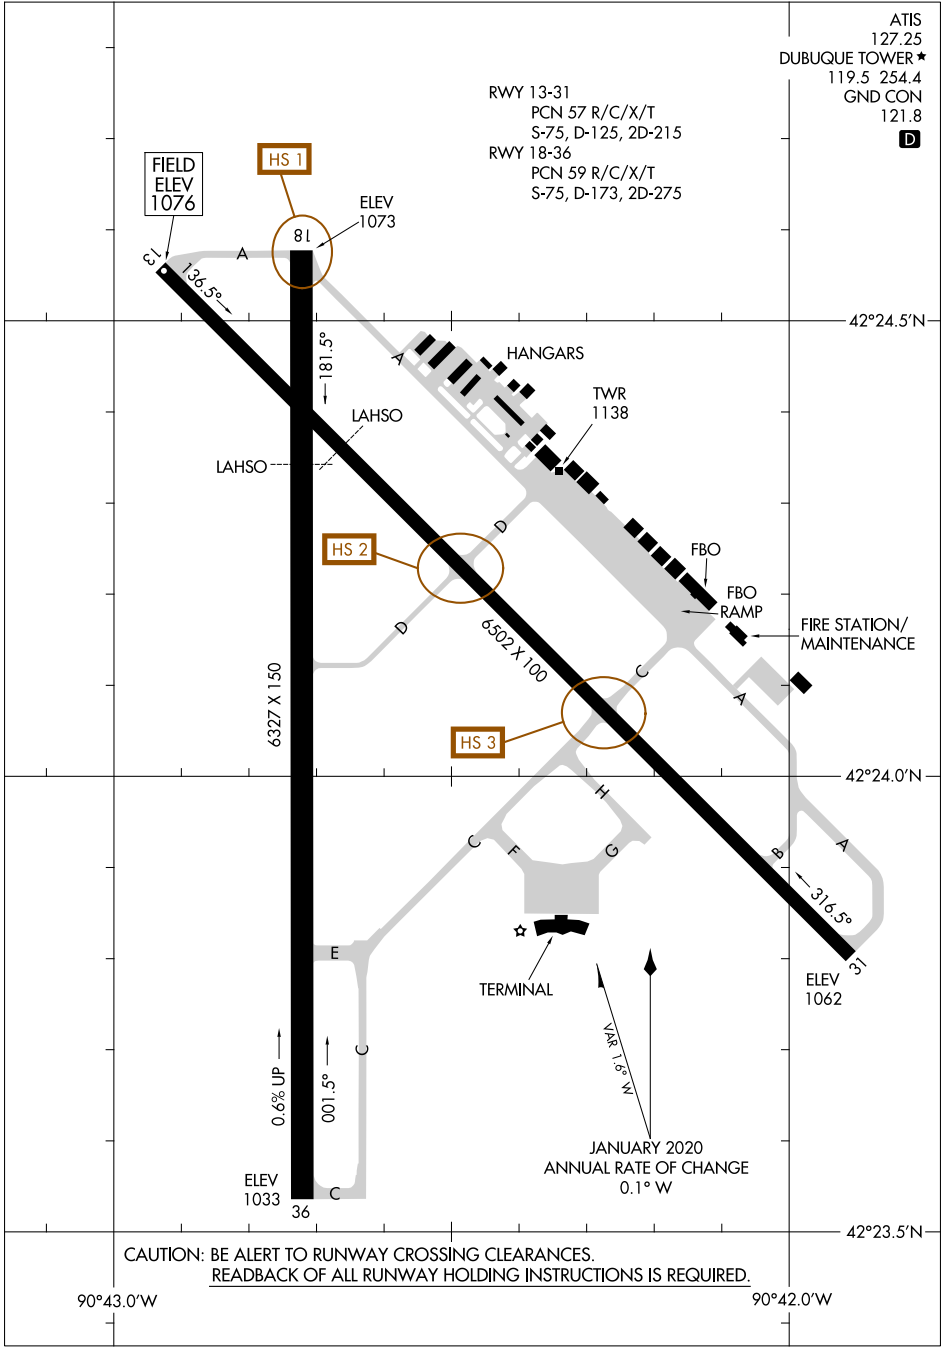 ATIS
127.25
DUBUQUE TOWER ★
119.5 254.4
GND CON
121.8
D
RWY 13-31
PCN 57 R/C/X/T
S-75, D-125, 2D-215
RWY 18-36
PCN 59 R/C/X/T
S-75, D-173, 2D-275
HS 1
FIELD
ELEV
1076
ELEV
1073
18
A
13
136.5°
42°24.5'N
181.5°
A
HANGARS
TWR
1138
LAHSO
LAHSO
D
HS 2
FBO
FBO
RAMP
D
6502 X 100
FIRE STATION/
MAINTENANCE
C
A
6327 X 150
HS 3
42°24.0'N
H
C
F
G
B
A
316.5°
E
TERMINAL
31
ELEV
1062
C
0.6% UP
001.5°
VAR 1.6° W
JANUARY 2020
ANNUAL RATE OF CHANGE
0.1° W
ELEV
1033
C
36
42°23.5'N
CAUTION: BE ALERT TO RUNWAY CROSSING CLEARANCES.
READBACK OF ALL RUNWAY HOLDING INSTRUCTIONS IS REQUIRED.
90°43.0'W
90°42.0'W